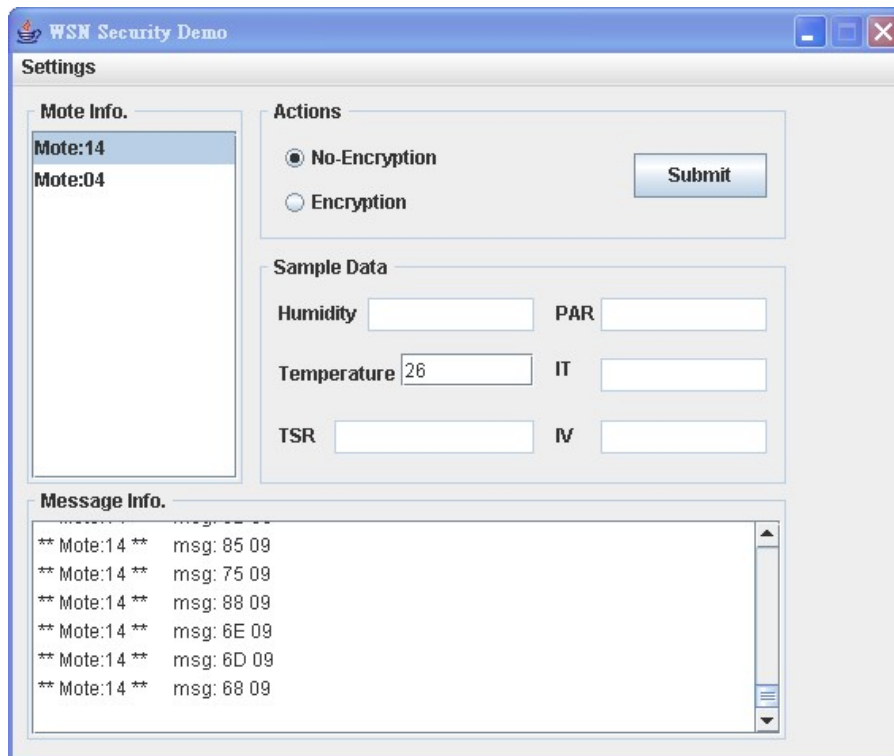 WSN Security Demo
Settings
Mote Info.
Mote:14
Mote:04
Actions
No-Encryption
Encryption
Submit
Sample Data
Humidity
PAR
Temperature 26
IT
TSR
IV
Message Info.
** Mote:14 ** msg: 85 09
** Mote:14 ** msg: 75 09
** Mote:14 ** msg: 88 09
** Mote:14 ** msg: 6E 09
** Mote:14 ** msg: 6D 09
** Mote:14 ** msg: 68 09